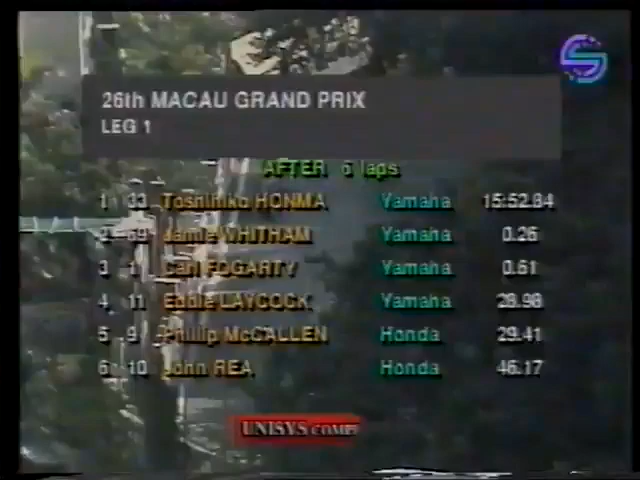 26th MACAU GRAND PRIX
LEG 1
AFTER 6 laps
1 33 Toshihiko HONMA Yamaha 15:52.84
2 69 Jamie WHITHAM Yamaha 0.26
3 1 Carl FOGARTY Yamaha 0.61
4 11 Eddie LAYCOCK Yamaha 28.98
5 9 Phillip McCALLEN Honda 29.41
6 10 John REA Honda 46.17
UNISYS